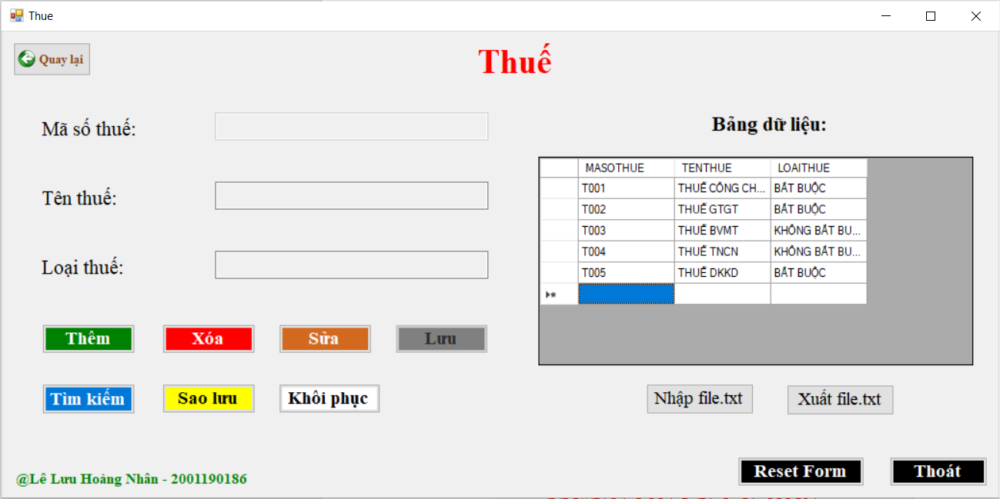 Thue
Quay lại
Thuế
Mã số thuế:
Tên thuế:
Loại thuế:
Thêm Xóa Sửa Lưu
Tìm kiếm Sao lưu Khôi phục
Bảng dữ liệu:
MASOTHUE TENTHUE LOAITHUE
T001 THUẾ CÔNG CH... BẮT BUỘC
T002 THUẾ GTGT BẮT BUỘC
T003 THUẾ BVMT KHÔNG BẮT BU...
T004 THUẾ TNCN KHÔNG BẮT BU...
T005 THUẾ DKKD BẮT BUỘC
Nhập file.txt Xuất file.txt
@Lê Lưu Hoàng Nhân - 2001190186
Reset Form Thoát